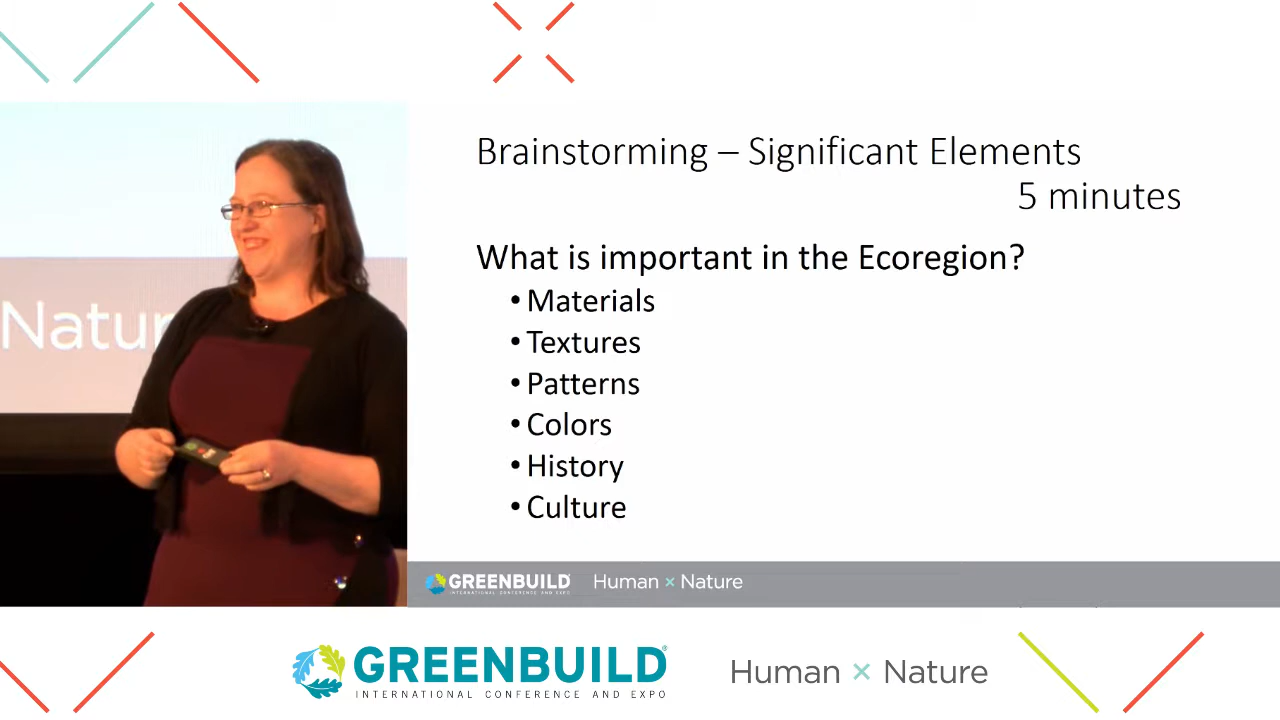 Brainstorming – Significant Elements
5 minutes
What is important in the Ecoregion?
• Materials
• Textures
• Patterns
• Colors
• History
• Culture
Natur
GREENBUILD
INTERNATIONAL CONFERENCE AND EXPO
Human × Nature
GREENBUILD®
INTERNATIONAL CONFERENCE AND EXPO
Human × Nature